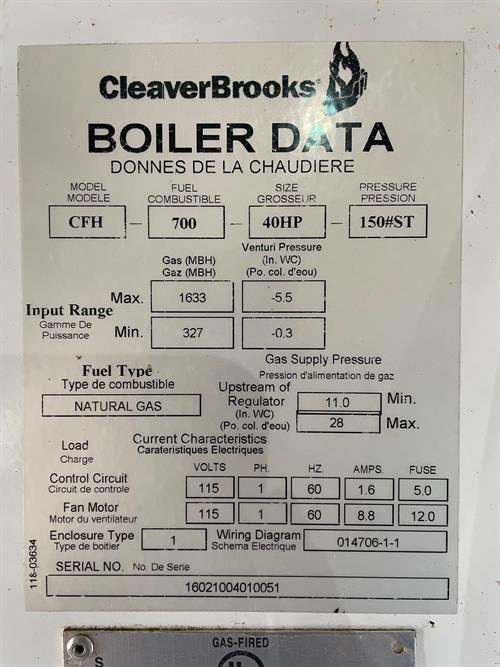 CleaverBrooks
BOILER DATA
DONNES DE LA CHAUDIERE
MODEL FUEL SIZE PRESSURE
MODELE COMBUSTIBLE GROSSEUR PRESSION
CFH - 700 - 40HP - 150#ST
Gas (MBH) Venturi Pressure
Gaz (MBH) (In. WC)
(Po. col. d'eou)
Max. 1633 -5.5
Input Range
Gamme De
Puissance
Min. 327 -0.3
Fuel Type Gas Supply Pressure
Type de combustible Pression d'alimentation de gaz
NATURAL GAS
Upstream of
Regulator 11.0 Min.
(In. WC)
(Po. col. d'eou) 28 Max.
Load Current Characteristics
Charge Carateristiques Electriques
VOLTS PH. HZ. AMPS. FUSE
Control Circuit 115 1 60 1.6 5.0
Circuit de controle
Fan Motor 115 1 60 8.8 12.0
Motor du ventilateur
Enclosure Type 1 Wiring Diagram 014706-1-1
Type de boitier Schema Electrique
SERIAL NO. No. De Serie
16021004010051
118-03634
GAS-FIRED
S